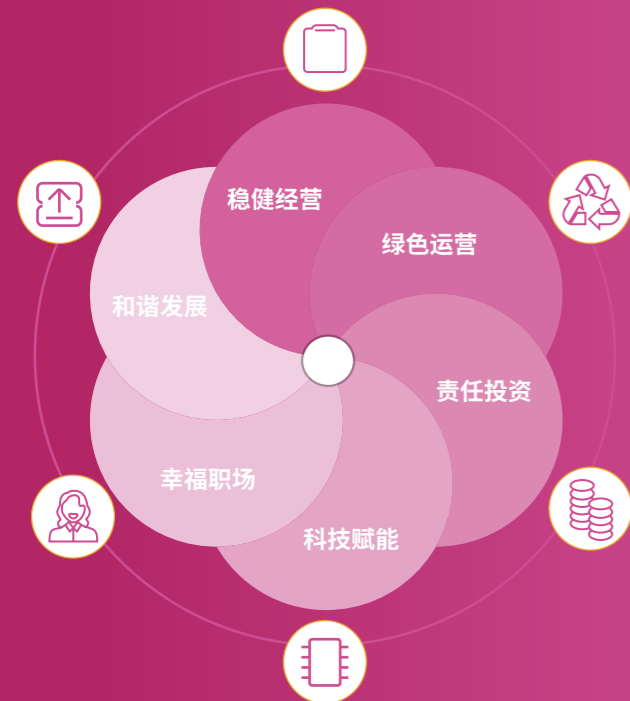 稳健经营
绿色运营
责任投资
科技赋能
幸福职场
和谐发展